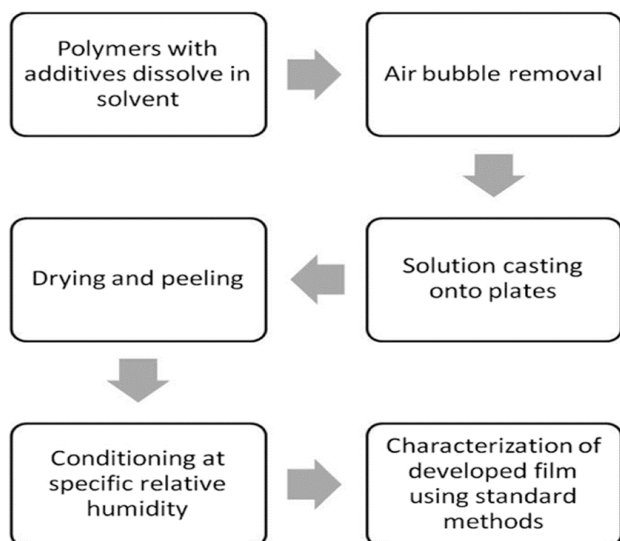 Polymers with
additives dissolve in
solvent
Air bubble removal
Solution casting
onto plates
Drying and peeling
Conditioning at
specific relative
humidity
Characterization of
developed film
using standard
methods